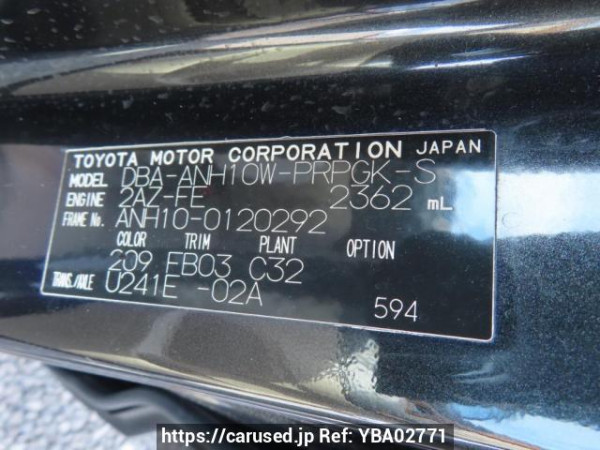 TOYOTA MOTOR CORPORATION JAPAN
MODEL DBA-ANH10W-PRPGK-S
ENGINE 2AZ-FE 2362 mL
FRAME No. ANH10-0120292
COLOR TRIM PLANT OPTION
209 FB03 C32
TRANS./AXLE U241E -02A
594
https://carused.jp Ref: YBA02771